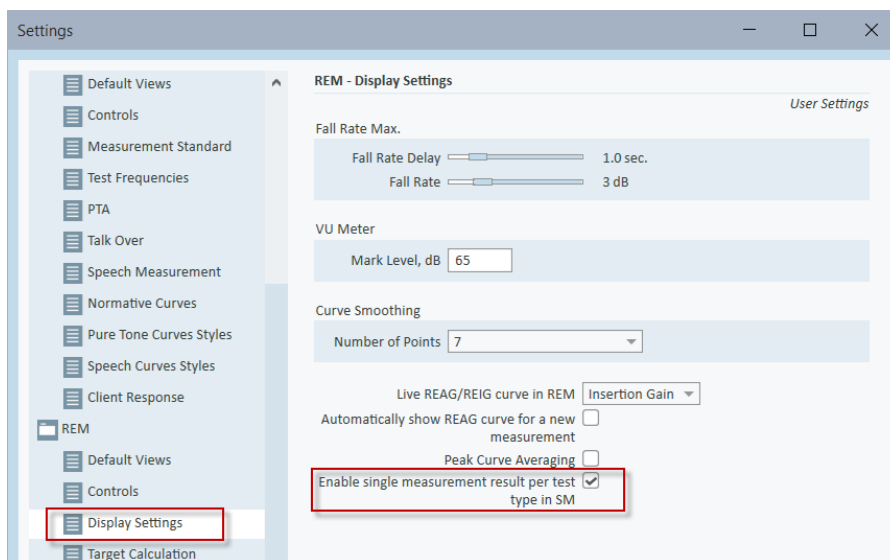 Settings
Default Views
Controls
Measurement Standard
Test Frequencies
PTA
Talk Over
Speech Measurement
Normative Curves
Pure Tone Curves Styles
Speech Curves Styles
Client Response
REM
Default Views
Controls
Display Settings
Target Calculation
REM - Display Settings
User Settings
Fall Rate Max.
Fall Rate Delay 1.0 sec.
Fall Rate 3 dB
VU Meter
Mark Level, dB 65
Curve Smoothing
Number of Points 7
Live REAG/REIG curve in REM Insertion Gain
Automatically show REAG curve for a new
measurement
Peak Curve Averaging
Enable single measurement result per test
type in SM